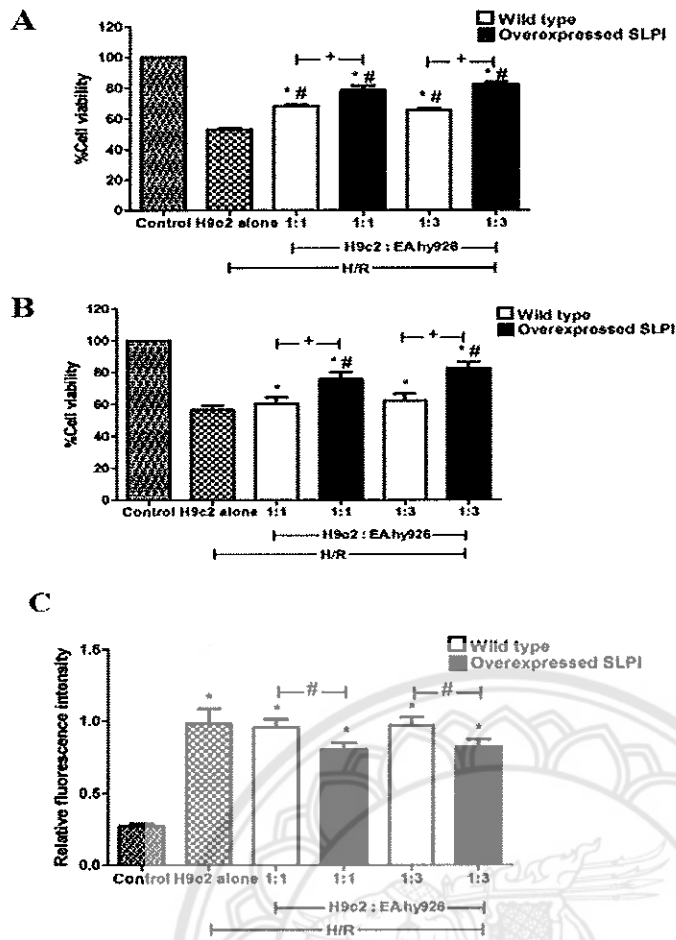 A
Wild type
Overexpressed SLPI
%Cell viability
120
100
80
60
40
20
0
+
+
* #
* #
* #
* #
Control H9c2 alone 1:1 1:1 1:3 1:3
H9c2 : EA.hy926
H/R
B
Wild type
Overexpressed SLPI
%Cell viability
120
100
80
60
40
20
0
+
+
*
*#
*
*#
Control H9c2 alone 1:1 1:1 1:3 1:3
H9c2 : EA.hy926
H/R
C
Wild type
Overexpressed SLPI
Relative fluorescence intensity
1.5
1.0
0.5
0.0
#
#
*
*
*
*
*
Control H9c2 alone 1:1 1:1 1:3 1:3
H9c2 : EA.hy926
H/R